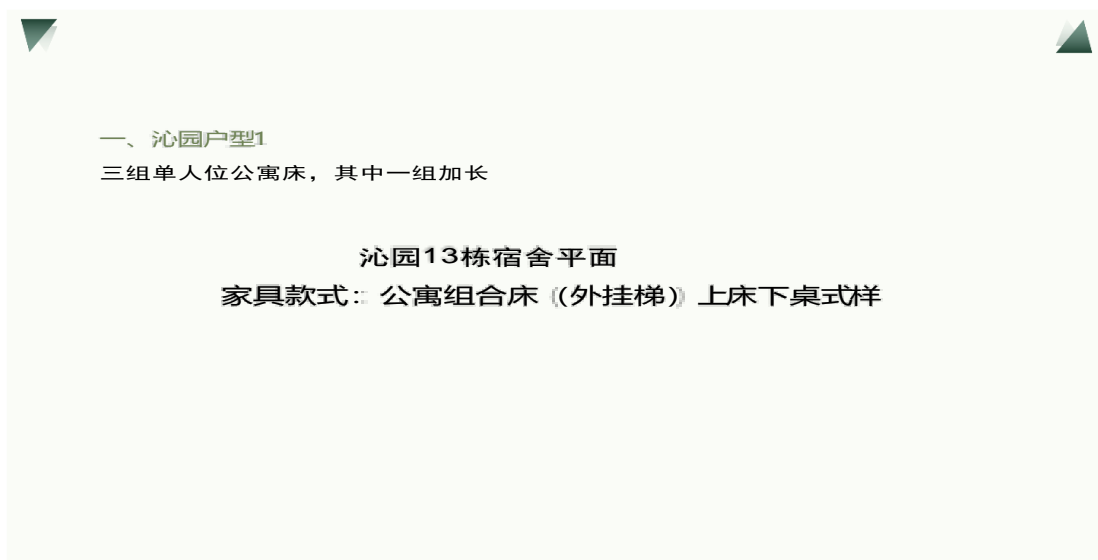 一、沁园户型1
三组单人位公寓床，其中一组加长
沁园13栋宿舍平面
家具款式：公寓组合床（外挂梯）上床下桌式样